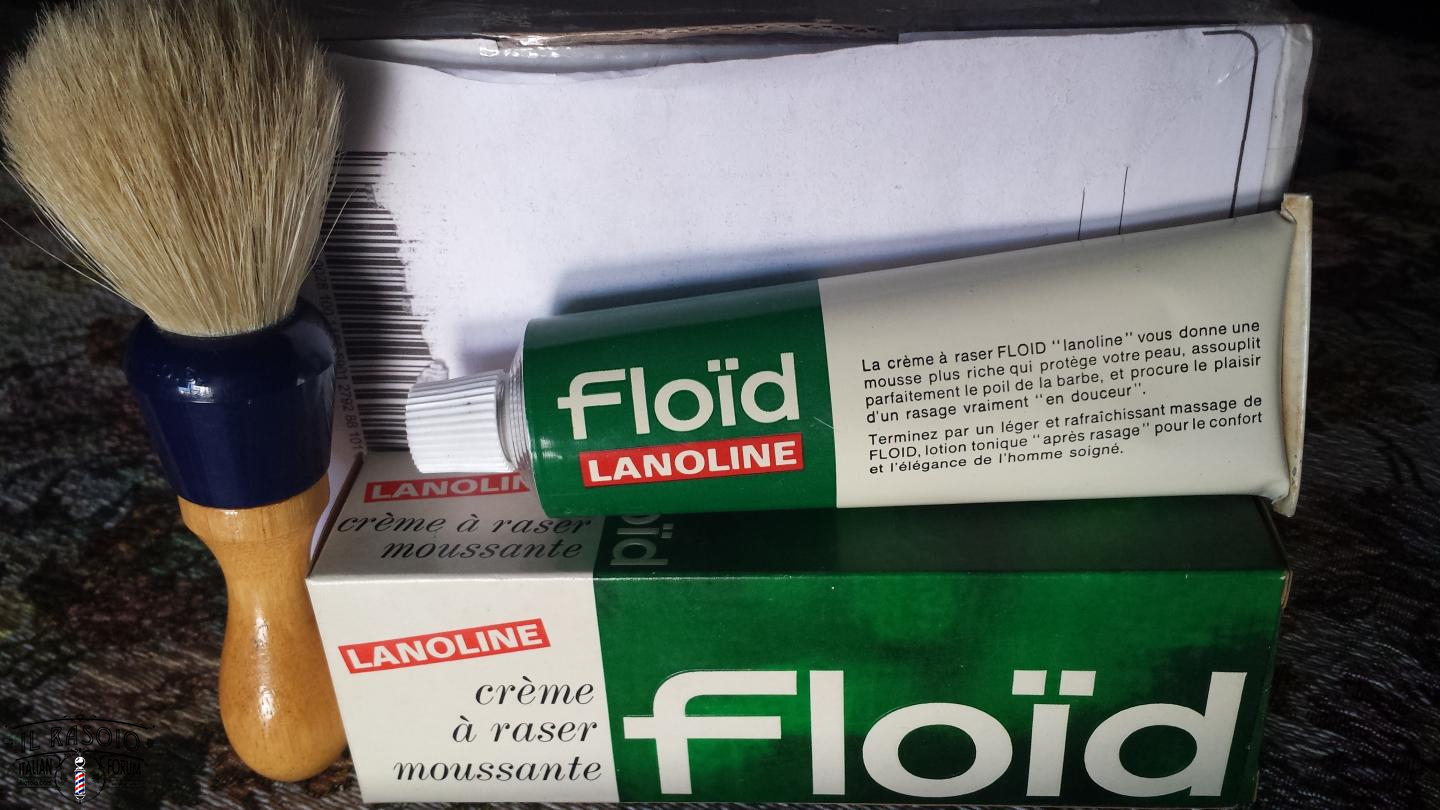 floïd
LANOLINE
La crème à raser FLOID "lanoline" vous donne une
mousse plus riche qui protège votre peau, assouplit
parfaitement le poil de la barbe, et procure le plaisir
d'un rasage vraiment "en douceur".
Terminez par un léger et rafraîchissant massage de
FLOID, lotion tonique "après rasage" pour le confort
et l'élégance de l'homme soigné.
LANOLIN
crème à raser
moussante
floïd
LANOLINE
crème
à raser
moussante
floïd
IL RASOIO
ITALIAN FORUM